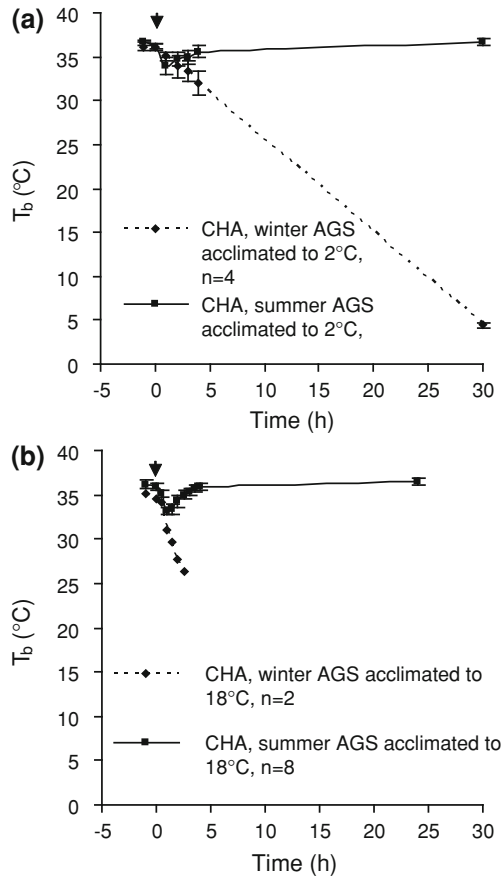 (a)
40
35
30
25
20
15
10
5
0
T_b (°C)
CHA, winter AGS
acclimated to 2°C,
n=4
CHA, summer AGS
acclimated to 2°C,
-5 0 5 10 15 20 25 30
Time (h)
(b)
40
35
30
25
20
15
10
5
0
T_b (°C)
CHA, winter AGS acclimated to
18°C, n=2
CHA, summer AGS acclimated to
18°C, n=8
-5 0 5 10 15 20 25 30
Time (h)